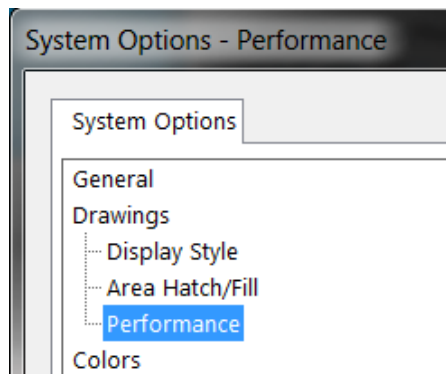 System Options - Performance
System Options
General
Drawings
Display Style
Area Hatch/Fill
Performance
Colors